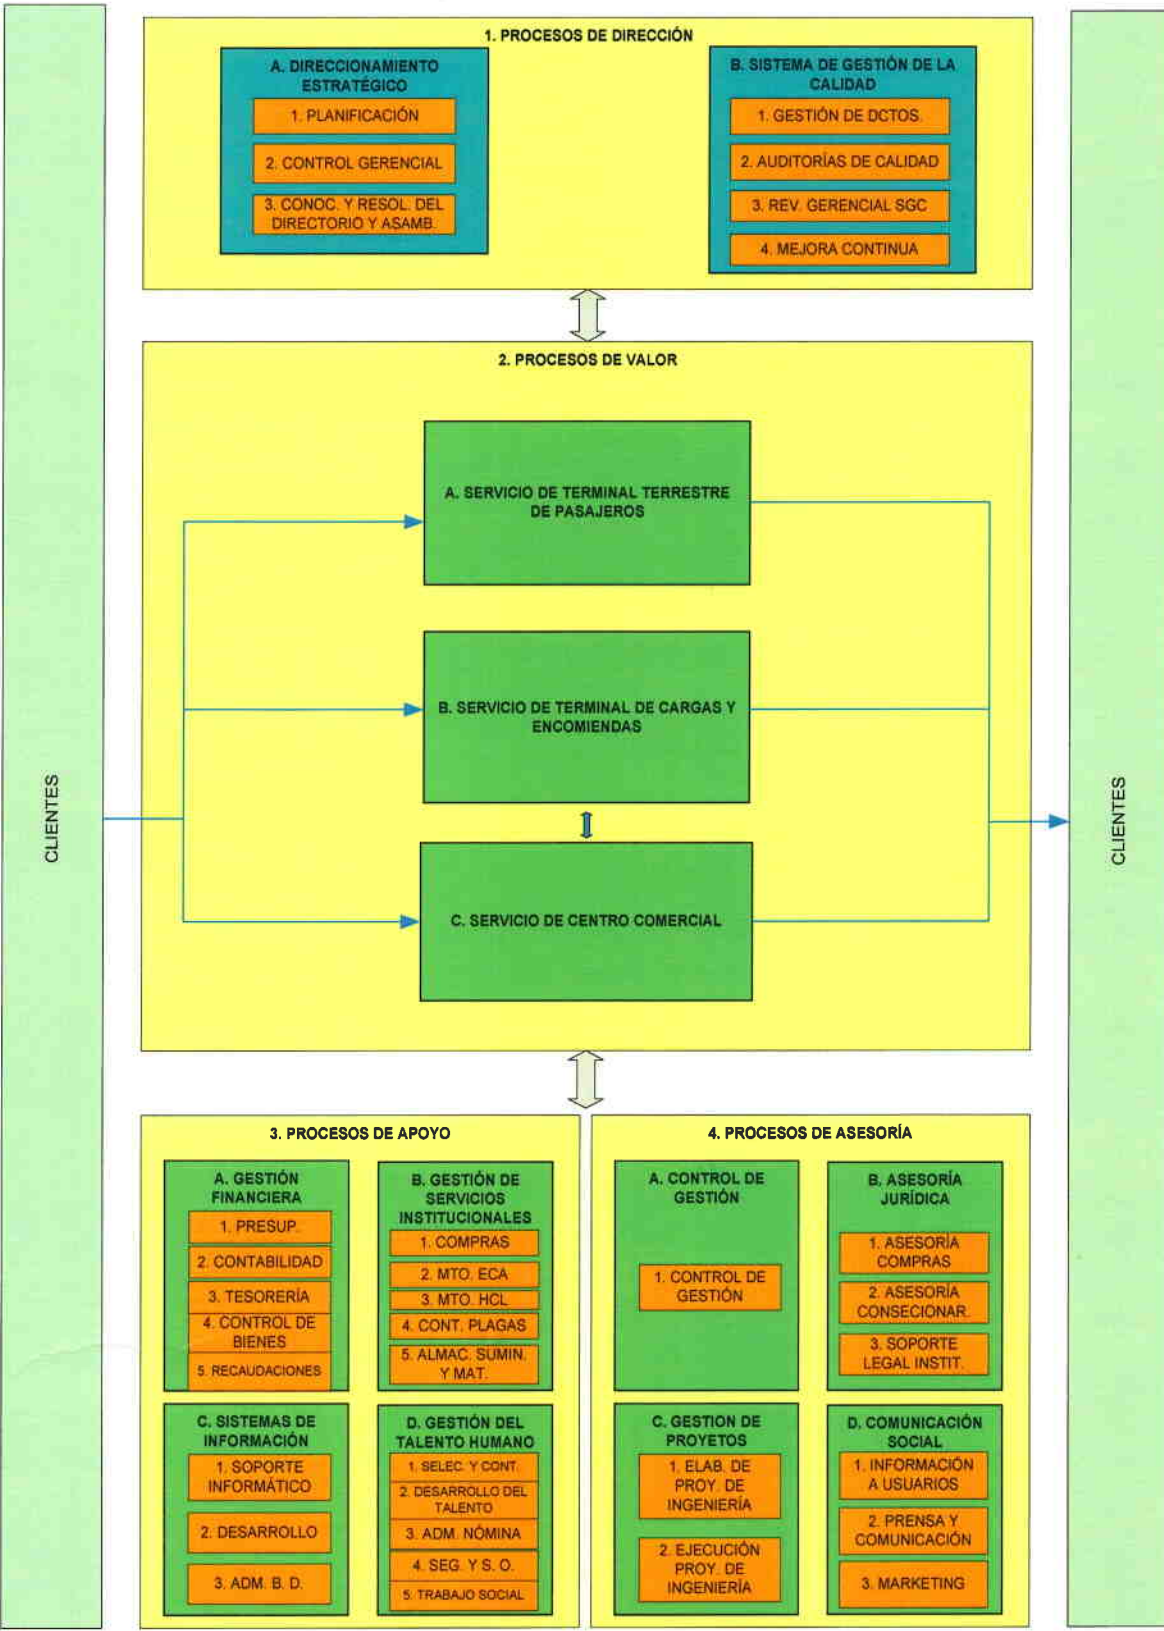 1. PROCESOS DE DIRECCIÓN
A. DIRECCIONAMIENTO
ESTRATÉGICO
1. PLANIFICACIÓN
2. CONTROL GERENCIAL
3. CONOC. Y RESOL. DEL
DIRECTORIO Y ASAMB.
B. SISTEMA DE GESTIÓN DE LA
CALIDAD
1. GESTIÓN DE DCTOS.
2. AUDITORÍAS DE CALIDAD
3. REV. GERENCIAL SGC
4. MEJORA CONTINUA
2. PROCESOS DE VALOR
CLIENTES
A. SERVICIO DE TERMINAL TERRESTRE
DE PASAJEROS
B. SERVICIO DE TERMINAL DE CARGAS Y
ENCOMIENDAS
C. SERVICIO DE CENTRO COMERCIAL
CLIENTES
3. PROCESOS DE APOYO
A. GESTIÓN
FINANCIERA
1. PRESUP.
2. CONTABILIDAD
3. TESORERÍA
4. CONTROL DE
BIENES
5. RECAUDACIONES
B. GESTIÓN DE
SERVICIOS
INSTITUCIONALES
1. COMPRAS
2. MTO. ECA
3. MTO. HCL
4. CONT. PLAGAS
5. ALMAC. SUMIN.
Y MAT.
C. SISTEMAS DE
INFORMACIÓN
1. SOPORTE
INFORMÁTICO
2. DESARROLLO
3. ADM. B. D.
D. GESTIÓN DEL
TALENTO HUMANO
1. SELEC. Y CONT.
2. DESARROLLO DEL
TALENTO
3. ADM. NÓMINA
4. SEG. Y S. O.
5. TRABAJO SOCIAL
4. PROCESOS DE ASESORÍA
A. CONTROL DE
GESTIÓN
1. CONTROL DE
GESTIÓN
B. ASESORÍA
JURÍDICA
1. ASESORÍA
COMPRAS
2. ASESORÍA
CONSECIONAR.
3. SOPORTE
LEGAL INSTIT.
C. GESTION DE
PROYETOS
1. ELAB. DE
PROY. DE
INGENIERÍA
2. EJECUCIÓN
PROY. DE
INGENIERÍA
D. COMUNICACIÓN
SOCIAL
1. INFORMACIÓN
A USUARIOS
2. PRENSA Y
COMUNICACIÓN
3. MARKETING